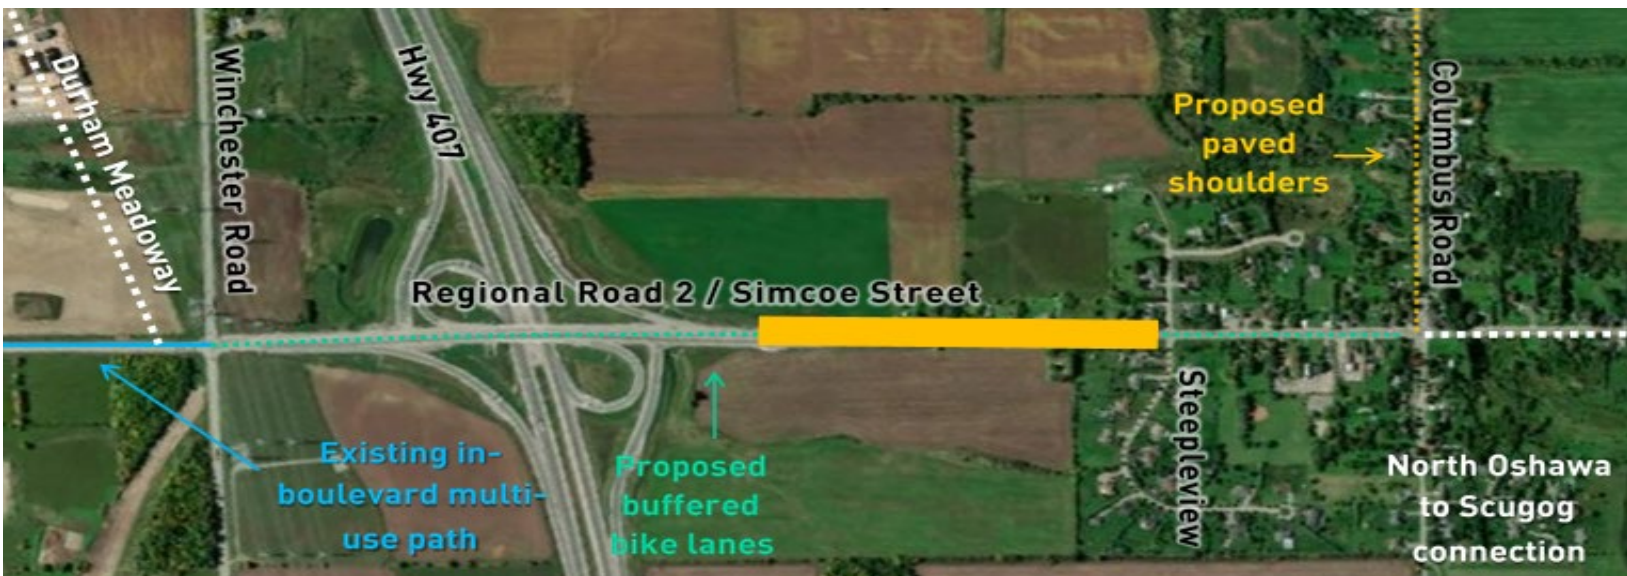 Durham Meadoway
Winchester Road
Hwy 407
Regional Road 2 / Simcoe Street
Proposed
paved
shoulders
Columbus Road
Existing in-
boulevard multi-
use path
Proposed
buffered
bike lanes
Steepleview
North Oshawa
to Scugog
connection